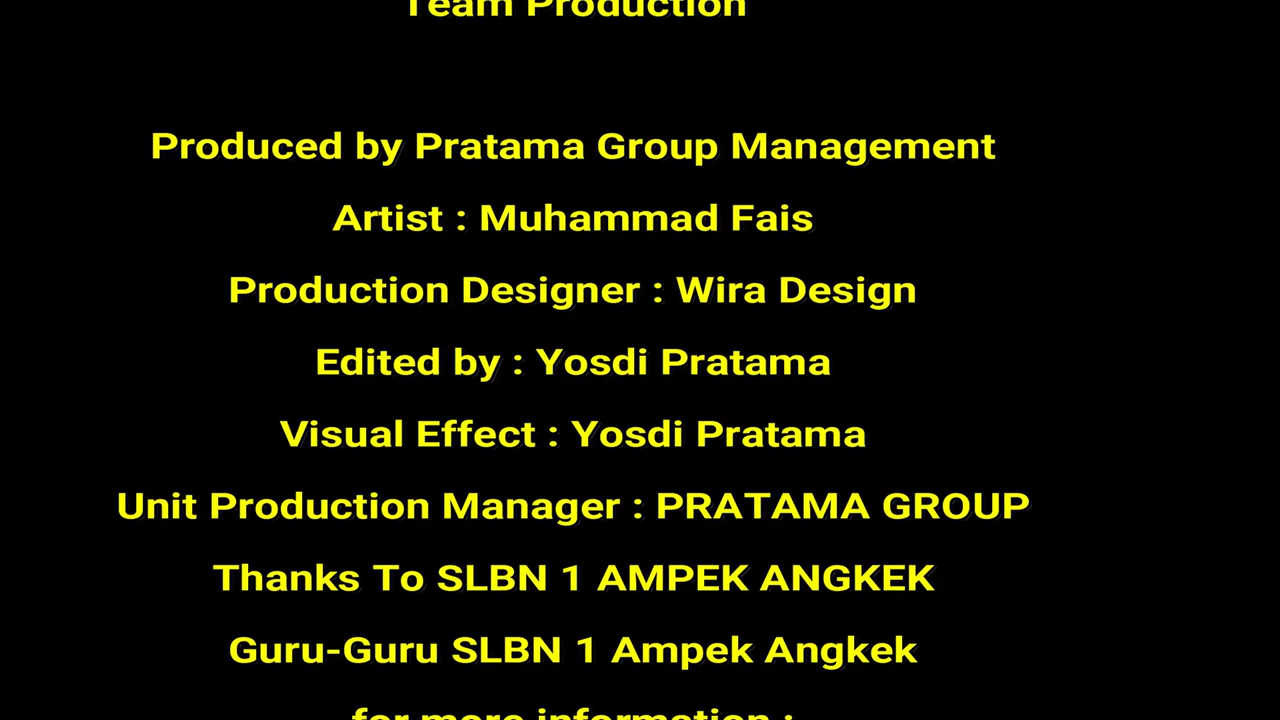 Team Production
Produced by Pratama Group Management
Artist : Muhammad Fais
Production Designer : Wira Design
Edited by : Yosdi Pratama
Visual Effect : Yosdi Pratama
Unit Production Manager : PRATAMA GROUP
Thanks To SLBN 1 AMPEK ANGKEK
Guru-Guru SLBN 1 Ampek Angkek
for more information :